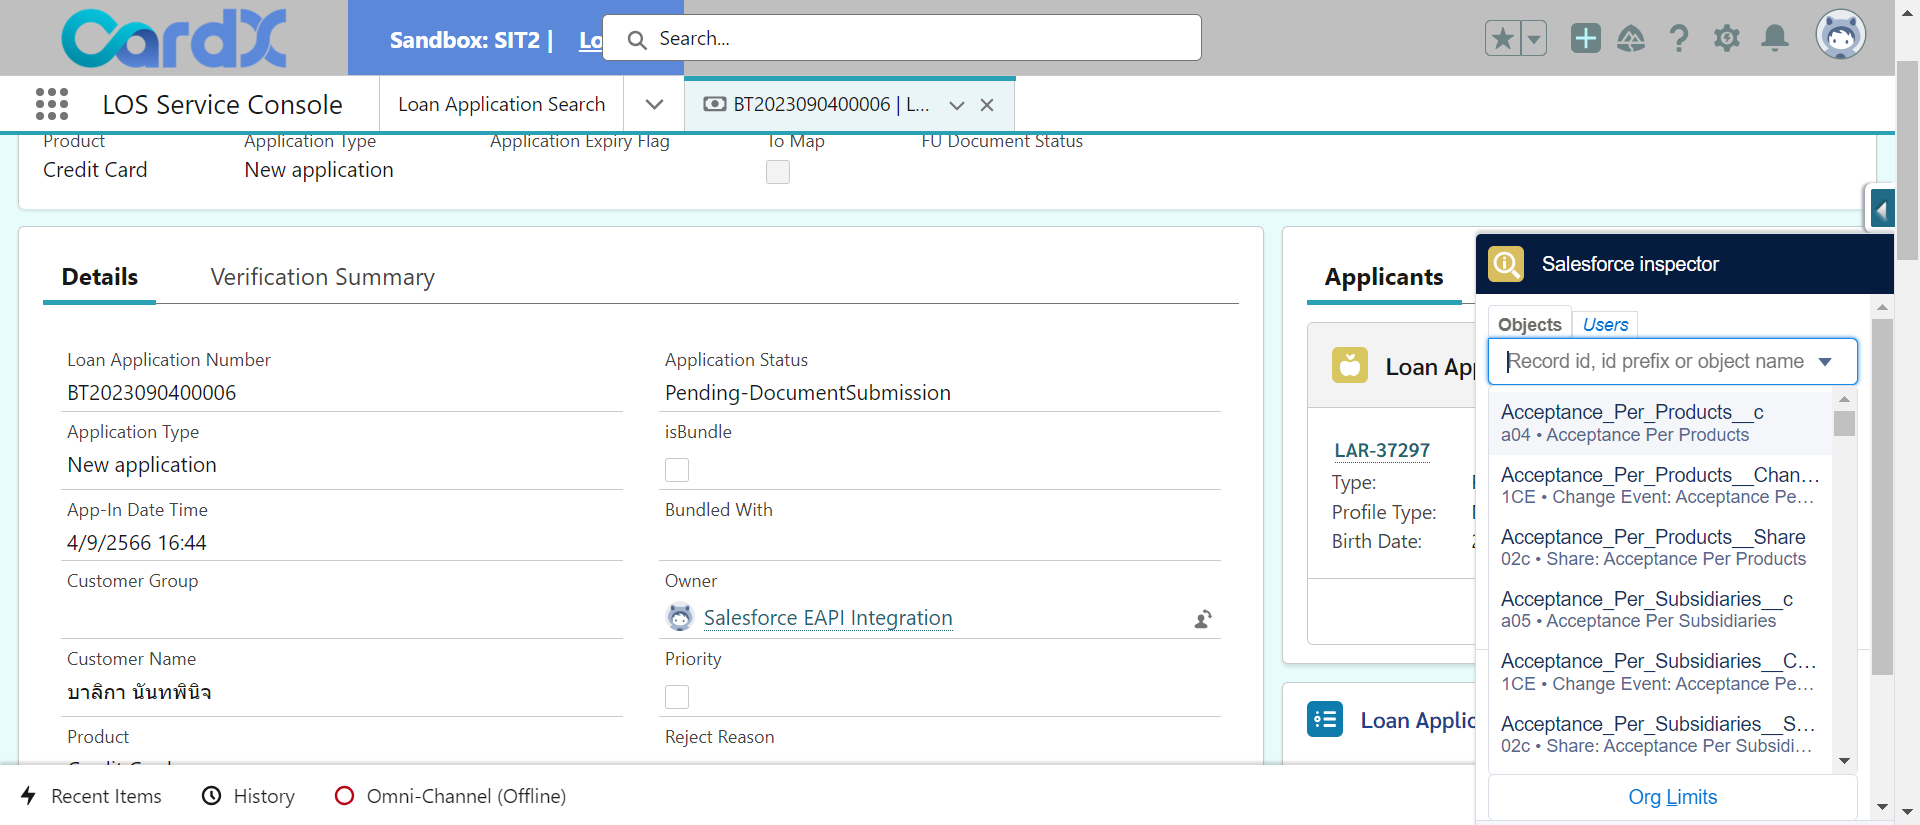 CardX
Sandbox: SIT2 | Lo
Search...
LOS Service Console
Loan Application Search
BT2023090400006 | L...
Product
Application Type
Application Expiry Flag
To Map
FU Document Status
Credit Card
New application
Details
Verification Summary
Loan Application Number
BT2023090400006
Application Status
Pending-DocumentSubmission
Application Type
New application
isBundle
App-In Date Time
4/9/2566 16:44
Bundled With
Customer Group
Owner
Salesforce EAPI Integration
Customer Name
บาลิกา นันทพินิจ
Priority
Product
Reject Reason
Applicants
Loan Ap
LAR-37297
Type:
Profile Type:
Birth Date:
Loan Applic
Salesforce inspector
Objects
Users
Record id, id prefix or object name
Acceptance_Per_Products__c
a04 • Acceptance Per Products
Acceptance_Per_Products__Chan...
1CE • Change Event: Acceptance Pe...
Acceptance_Per_Products__Share
02c • Share: Acceptance Per Products
Acceptance_Per_Subsidiaries__c
a05 • Acceptance Per Subsidiaries
Acceptance_Per_Subsidiaries__C...
1CE • Change Event: Acceptance Pe...
Acceptance_Per_Subsidiaries__S...
02c • Share: Acceptance Per Subsidi...
Org Limits
Recent Items
History
Omni-Channel (Offline)